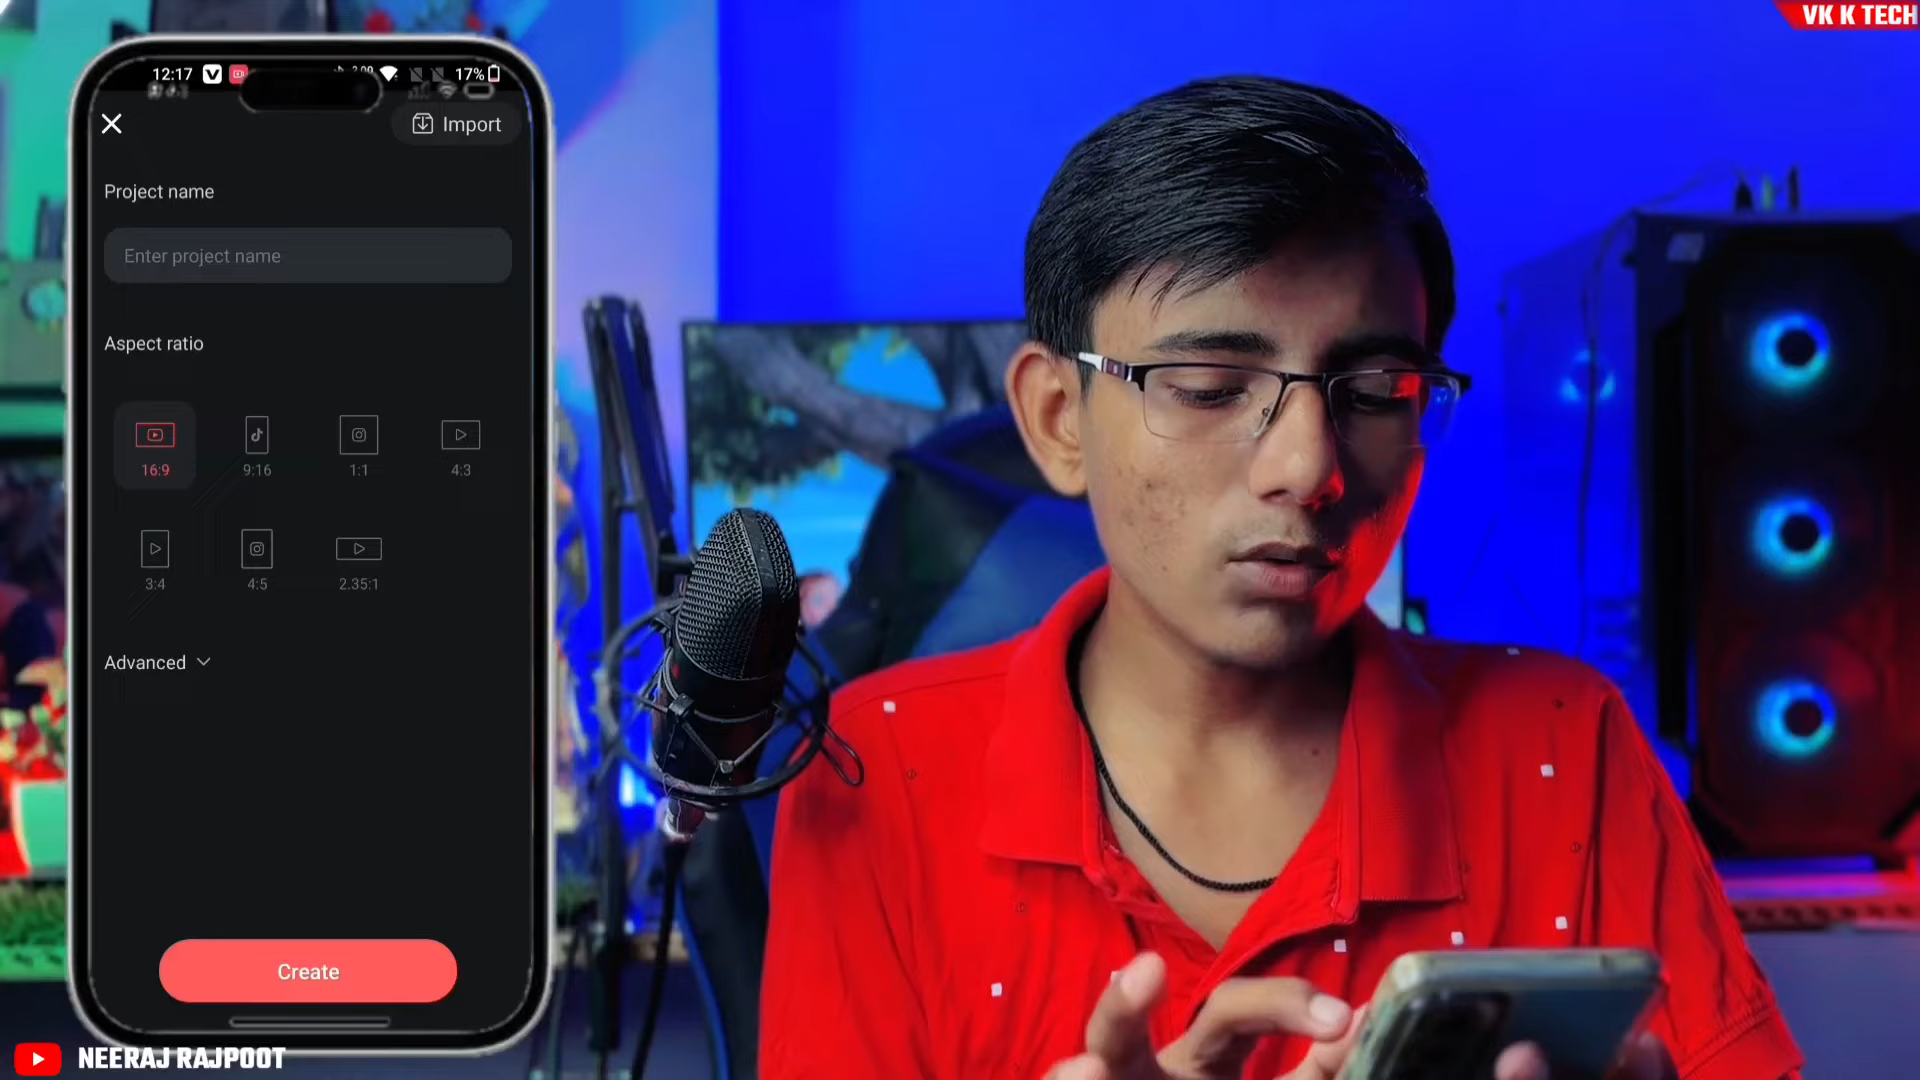 VK K TECH
12:17
17%
Import
Project name
Enter project name
Aspect ratio
16:9
9:16
1:1
4:3
3:4
4:5
2.35:1
Advanced
Create
NEERAJ RAJPOOT